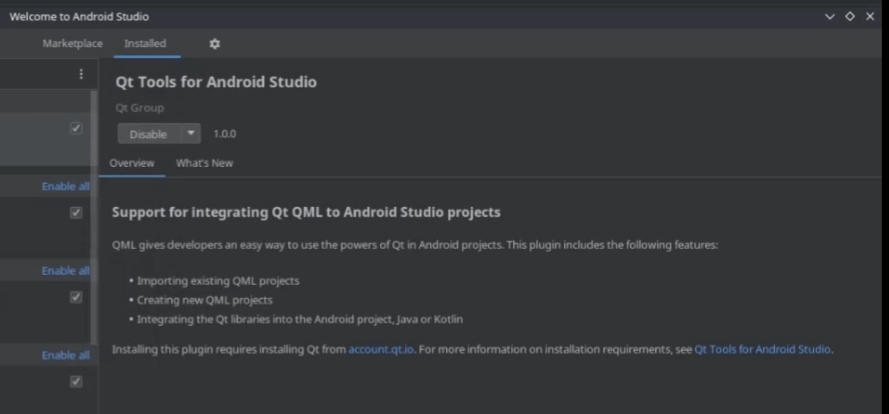 Welcome to Android Studio
Marketplace Installed
Qt Tools for Android Studio
Qt Group
Disable 1.0.0
Overview What's New
Enable all
Support for integrating Qt QML to Android Studio projects
QML gives developers an easy way to use the powers of Qt in Android projects. This plugin includes the following features:
• Importing existing QML projects
Enable all
• Creating new QML projects
• Integrating the Qt libraries into the Android project, Java or Kotlin
Installing this plugin requires installing Qt from account.qt.io. For more information on installation requirements, see Qt Tools for Android Studio.
Enable all